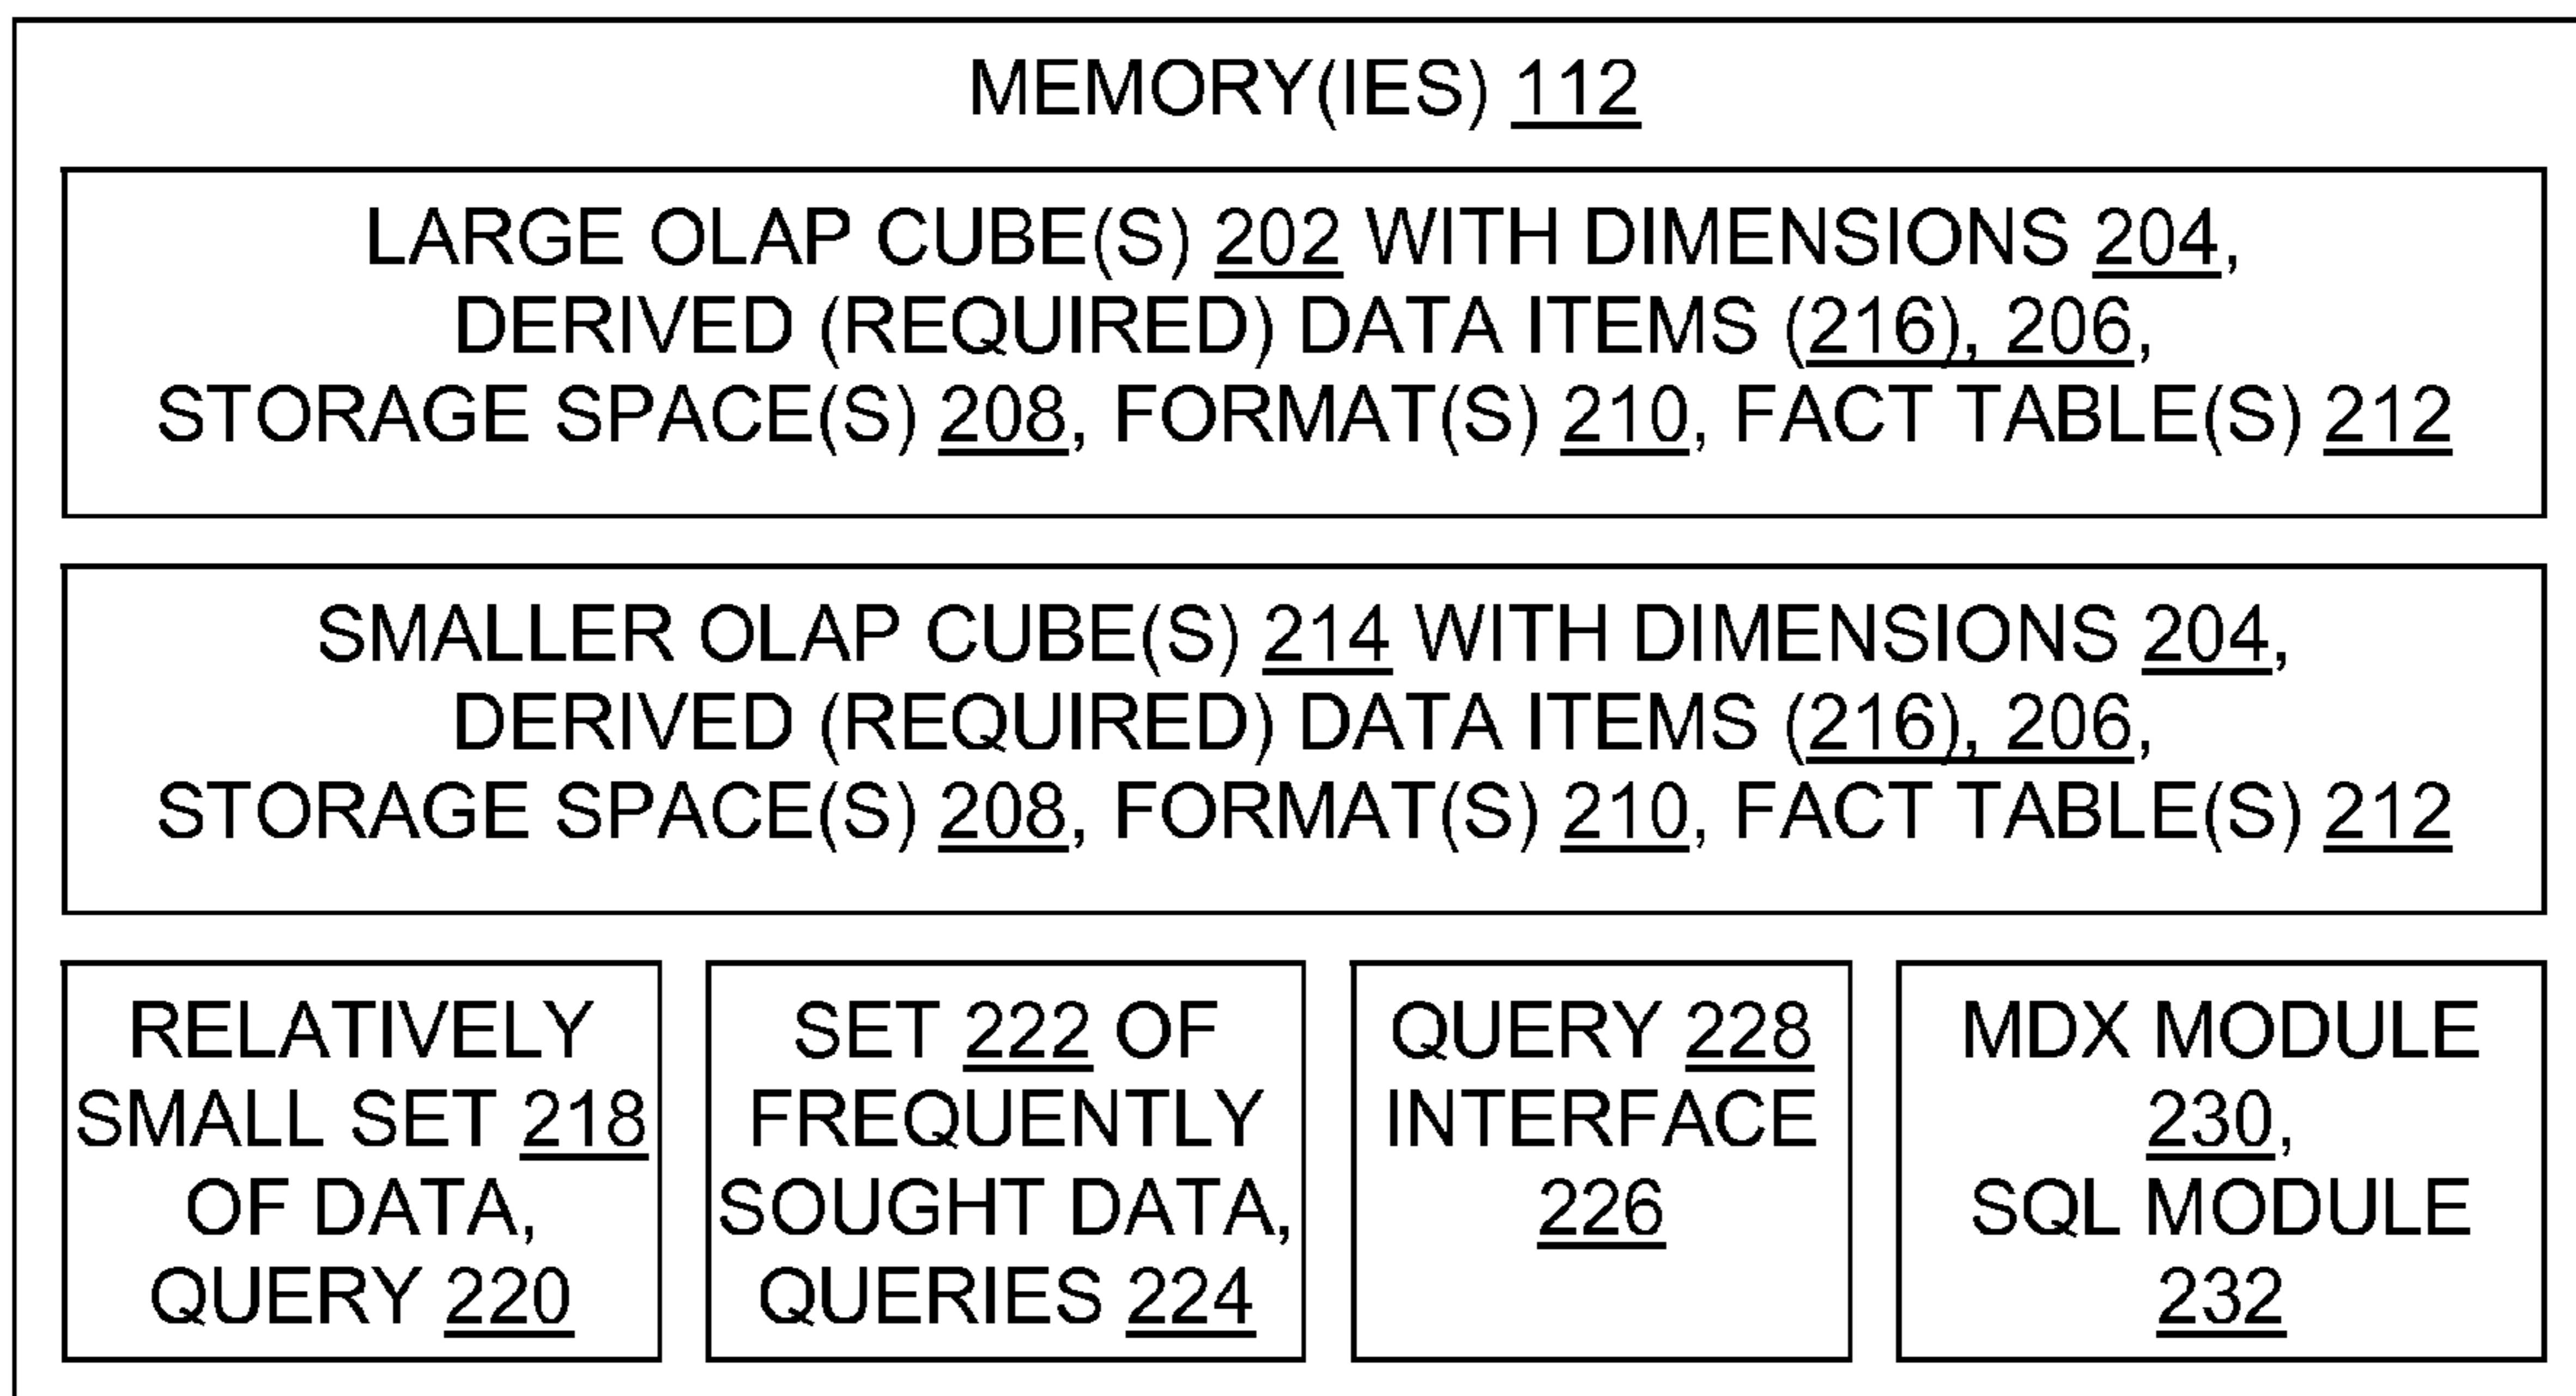 MEMORY(IES) 112
LARGE OLAP CUBE(S) 202 WITH DIMENSIONS 204,
DERIVED (REQUIRED) DATA ITEMS (216), 206,
STORAGE SPACE(S) 208, FORMAT(S) 210, FACT TABLE(S) 212
SMALLER OLAP CUBE(S) 214 WITH DIMENSIONS 204,
DERIVED (REQUIRED) DATA ITEMS (216), 206,
STORAGE SPACE(S) 208, FORMAT(S) 210, FACT TABLE(S) 212
RELATIVELY
SMALL SET 218
OF DATA,
QUERY 220
SET 222 OF
FREQUENTLY
SOUGHT DATA,
QUERIES 224
QUERY 228
INTERFACE
226
MDX MODULE
230,
SQL MODULE
232